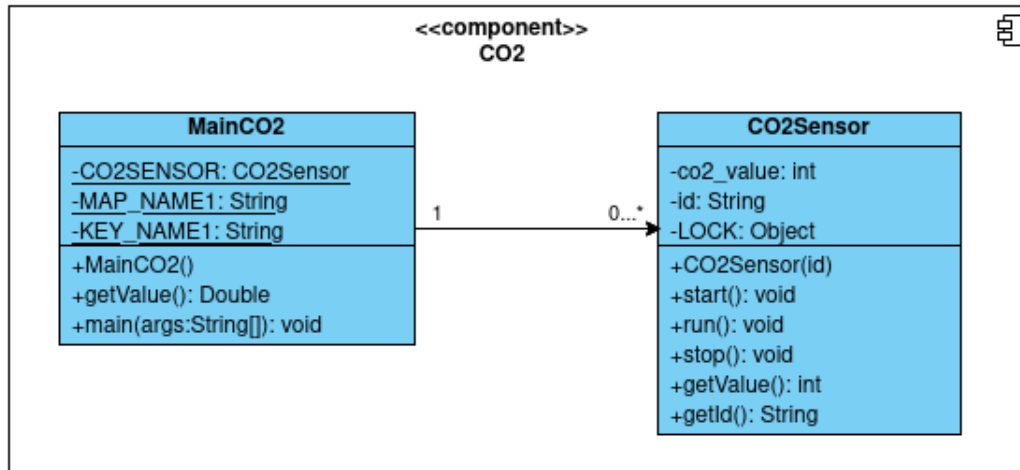 <<component>>
CO2
MainCO2
-CO2SENSOR: CO2Sensor
-MAP_NAME1: String
-KEY_NAME1: String
+MainCO2()
+getValue(): Double
+main(args:String[]): void
1
0...*
CO2Sensor
-co2_value: int
-id: String
-LOCK: Object
+CO2Sensor(id)
+start(): void
+run(): void
+stop(): void
+getValue(): int
+getId(): String